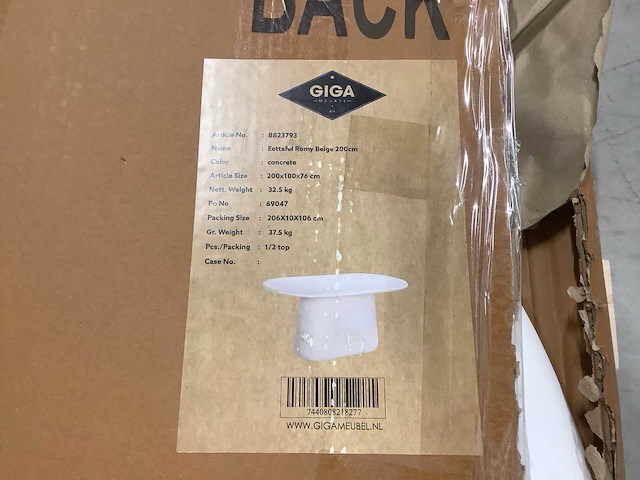 BACK
GIGA
Article No. : 8823793
Name : Eettafel Romy Beige 200cm
Color : concrete
Article Size : 200x100x76 cm
Nett. Weight : 32.5 kg
Po No : 69047
Packing Size : 206X10X106 cm
Gr. Weight : 37.5 kg
Pcs./Packing : 1/2 top
Case No. :
7440808218277
WWW.GIGAMEUBEL.NL